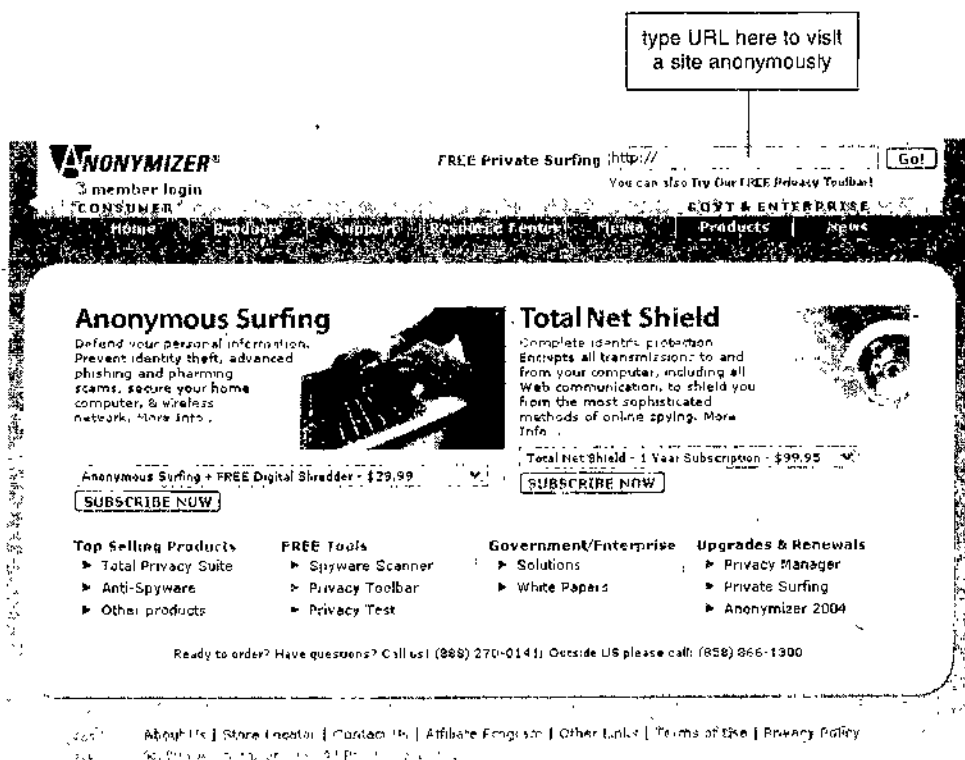 type URL here to visit
a site anonymously
ANONYMIZER®
FREE Private Surfing http:// Go!
member login
You can also Try Our FREE Privacy Toolbar!
CONSUMER
GOVT & ENTERPRISE
Home | Products | Support | Resource Center | Media | Products | News
Anonymous Surfing
Defend your personal information.
Prevent identity theft, advanced
phishing and pharming
scams, secure your home
computer, & wireless
network. More Info
Anonymous Surfing + FREE Digital Shredder - $29.99
SUBSCRIBE NOW
Total Net Shield
Complete identity protection
Encrypts all transmissions to and
from your computer, including all
Web communication, to shield you
from the most sophisticated
methods of online spying. More
Info
Total Net Shield - 1 Year Subscription - $99.95
SUBSCRIBE NOW
Top Selling Products
Total Privacy Suite
Anti-Spyware
Other products
FREE Tools
Spyware Scanner
Privacy Toolbar
Privacy Test
Government/Enterprise
Solutions
White Papers
Upgrades & Renewals
Privacy Manager
Private Surfing
Anonymizer 2004
Ready to order? Have questions? Call us! (888) 270-0141; Outside US please call: (858) 866-1300
About Us | Store Locator | Contact Us | Affiliate Program | Other Links | Terms of Use | Privacy Policy